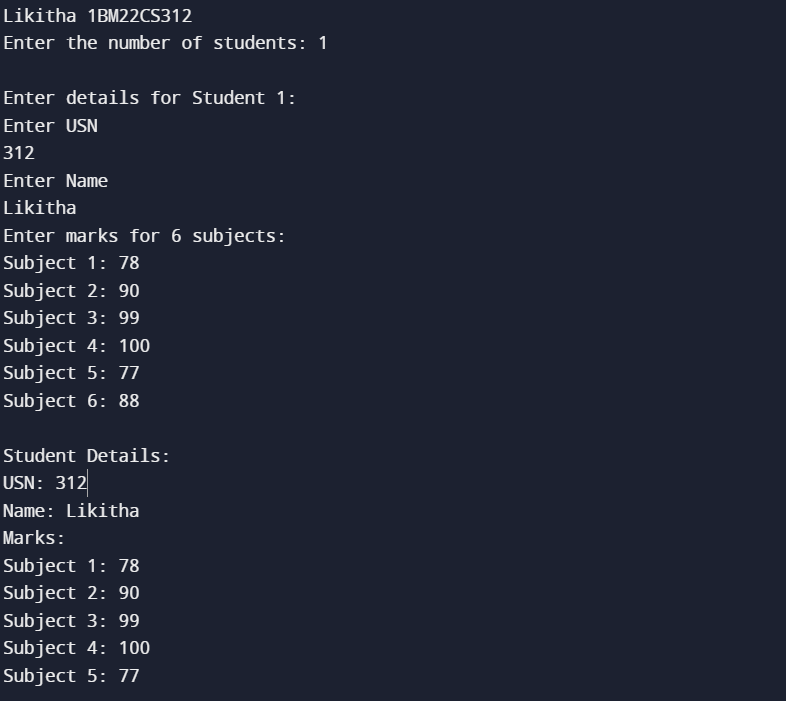 Likitha 1BM22CS312
Enter the number of students: 1
Enter details for Student 1:
Enter USN
312
Enter Name
Likitha
Enter marks for 6 subjects:
Subject 1: 78
Subject 2: 90
Subject 3: 99
Subject 4: 100
Subject 5: 77
Subject 6: 88
Student Details:
USN: 312
Name: Likitha
Marks:
Subject 1: 78
Subject 2: 90
Subject 3: 99
Subject 4: 100
Subject 5: 77